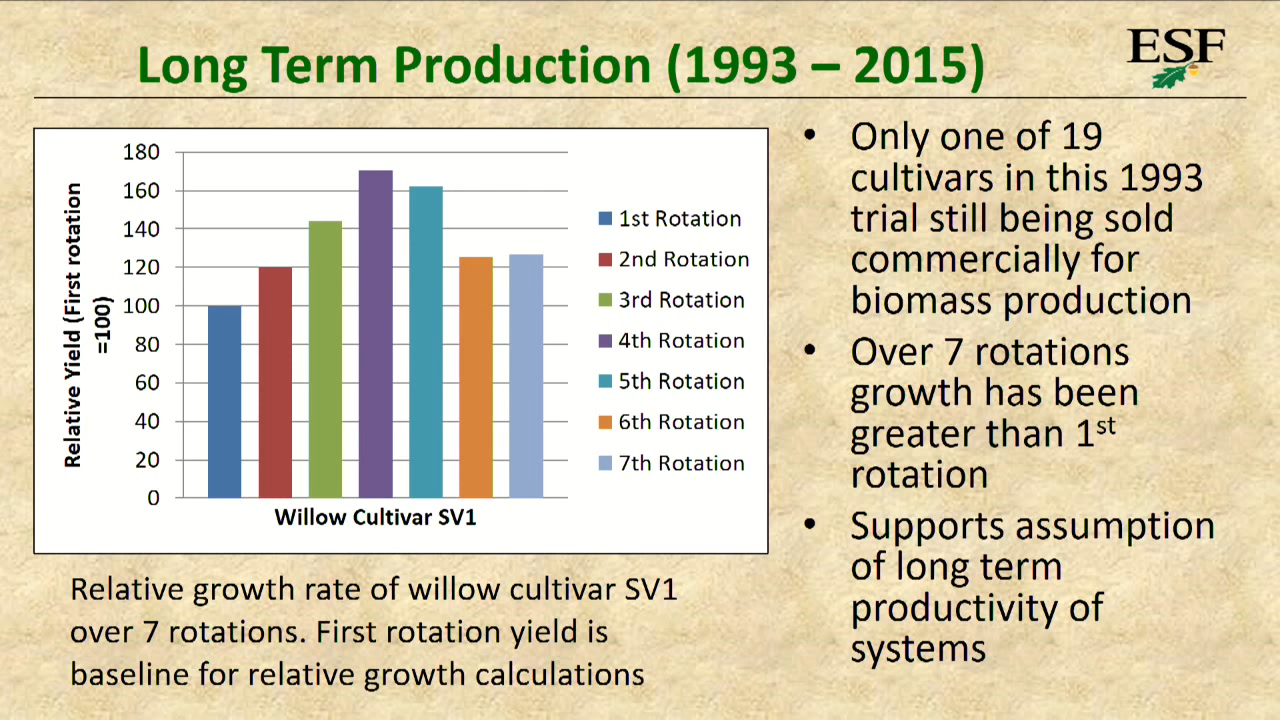 Long Term Production (1993 – 2015)
ESF
180
160
140
120
100
80
60
40
20
0
Relative Yield (First rotation
=100)
Willow Cultivar SV1
1st Rotation
2nd Rotation
3rd Rotation
4th Rotation
5th Rotation
6th Rotation
7th Rotation
Relative growth rate of willow cultivar SV1
over 7 rotations. First rotation yield is
baseline for relative growth calculations
• Only one of 19
cultivars in this 1993
trial still being sold
commercially for
biomass production
• Over 7 rotations
growth has been
greater than 1st
rotation
• Supports assumption
of long term
productivity of
systems